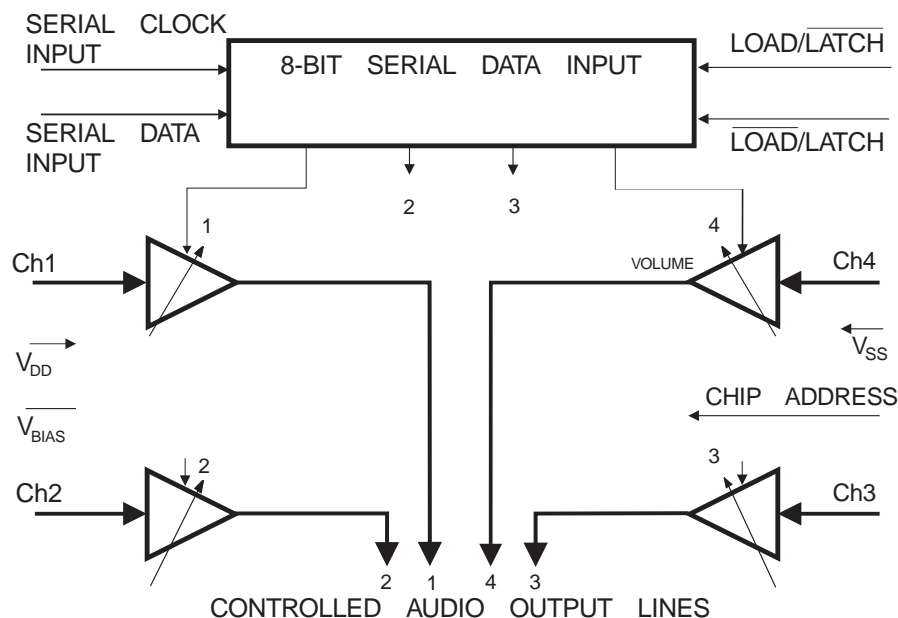 SERIAL CLOCK
INPUT
8-BIT SERIAL DATA INPUT
LOAD/LATCH
SERIAL DATA
INPUT
LOAD/LATCH
2
3
1
4
Ch1
VOLUME
Ch4
VDD
VSS
CHIP ADDRESS
VBIAS
2
3
Ch2
Ch3
2 1 4 3
CONTROLLED AUDIO OUTPUT LINES